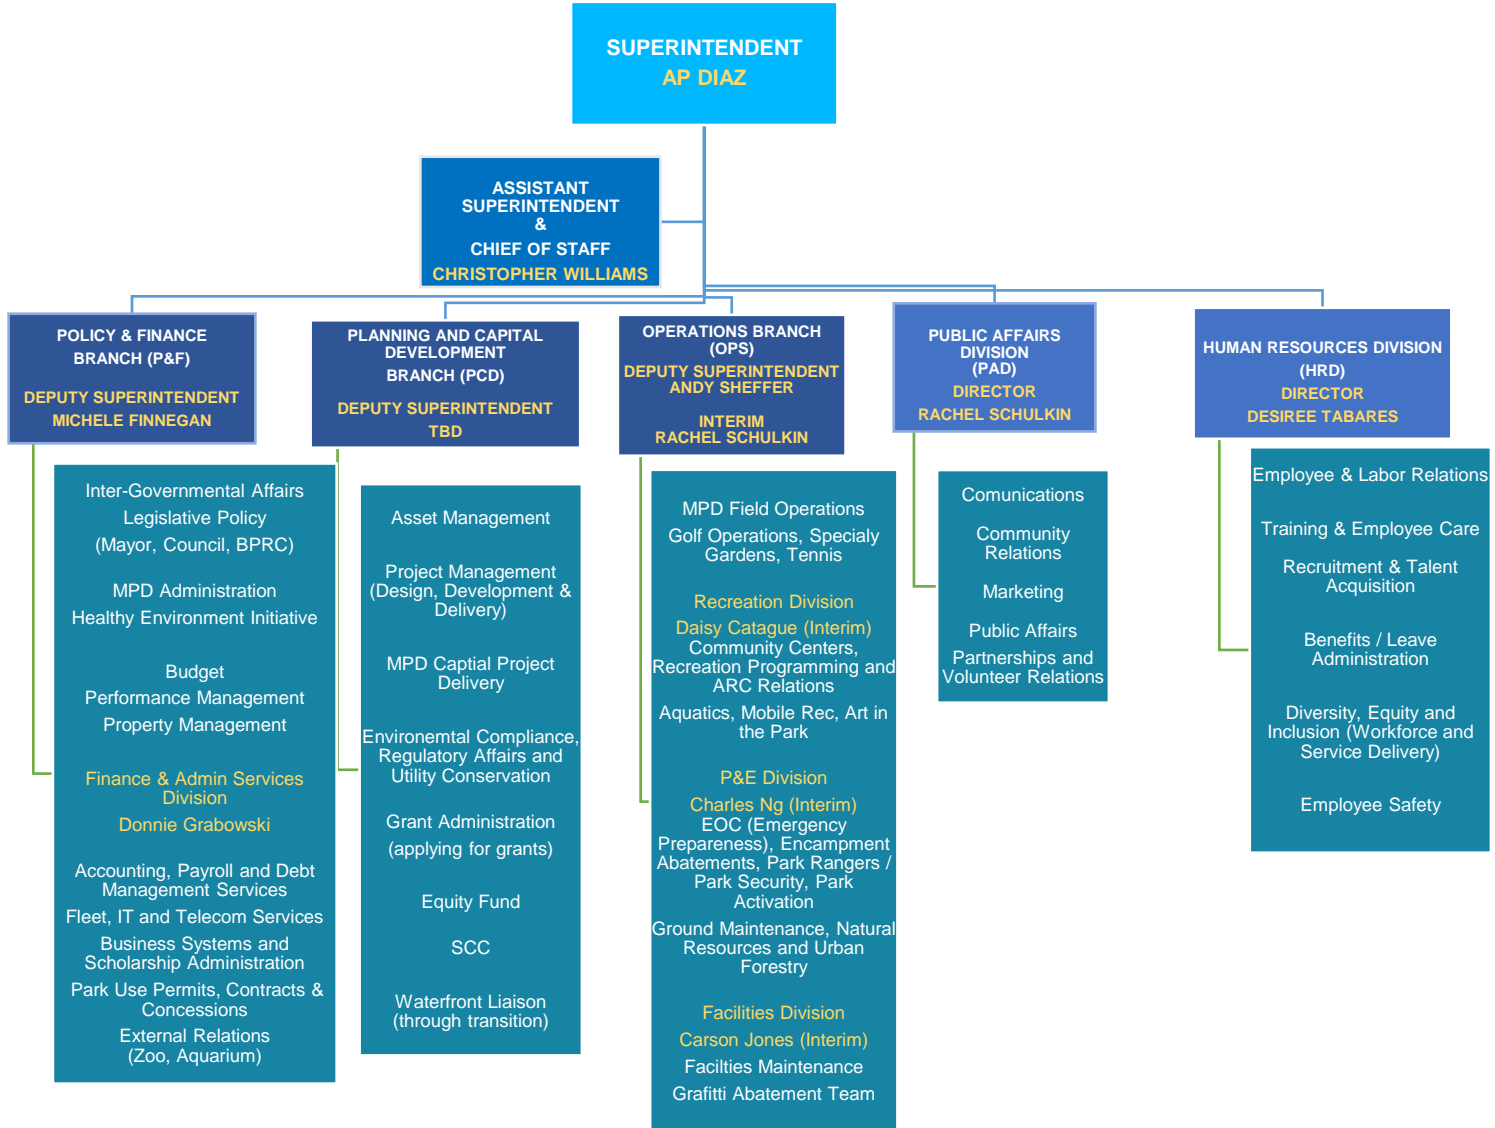 SUPERINTENDENT
AP DIAZ
ASSISTANT
SUPERINTENDENT
&
CHIEF OF STAFF
CHRISTOPHER WILLIAMS
POLICY & FINANCE
BRANCH (P&F)
DEPUTY SUPERINTENDENT
MICHELE FINNEGAN
PLANNING AND CAPITAL
DEVELOPMENT
BRANCH (PCD)
DEPUTY SUPERINTENDENT
TBD
OPERATIONS BRANCH
(OPS)
DEPUTY SUPERINTENDENT
ANDY SHEFFER
INTERIM
RACHEL SCHULKIN
PUBLIC AFFAIRS
DIVISION
(PAD)
DIRECTOR
RACHEL SCHULKIN
HUMAN RESOURCES DIVISION
(HRD)
DIRECTOR
DESIREE TABARES
Inter-Governmental Affairs
Legislative Policy
(Mayor, Council, BPRC)
MPD Administration
Healthy Environment Initiative
Budget
Performance Management
Property Management
Finance & Admin Services
Division
Donnie Grabowski
Accounting, Payroll and Debt
Management Services
Fleet, IT and Telecom Services
Business Systems and
Scholarship Administration
Park Use Permits, Contracts &
Concessions
External Relations
(Zoo, Aquarium)
Asset Management
Project Management
(Design, Development &
Delivery)
MPD Captial Project
Delivery
Environemtal Compliance,
Regulatory Affairs and
Utility Conservation
Grant Administration
(applying for grants)
Equity Fund
SCC
Waterfront Liaison
(through transition)
MPD Field Operations
Golf Operations, Specialy
Gardens, Tennis
Recreation Division
Daisy Catague (Interim)
Community Centers,
Recreation Programming and
ARC Relations
Aquatics, Mobile Rec, Art in
the Park
P&E Division
Charles Ng (Interim)
EOC (Emergency
Prepareness), Encampment
Abatements, Park Rangers /
Park Security, Park
Activation
Ground Maintenance, Natural
Resources and Urban
Forestry
Facilities Division
Carson Jones (Interim)
Facilties Maintenance
Grafitti Abatement Team
Comunications
Community
Relations
Marketing
Public Affairs
Partnerships and
Volunteer Relations
Employee & Labor Relations
Training & Employee Care
Recruitment & Talent
Acquisition
Benefits / Leave
Administration
Diversity, Equity and
Inclusion (Workforce and
Service Delivery)
Employee Safety